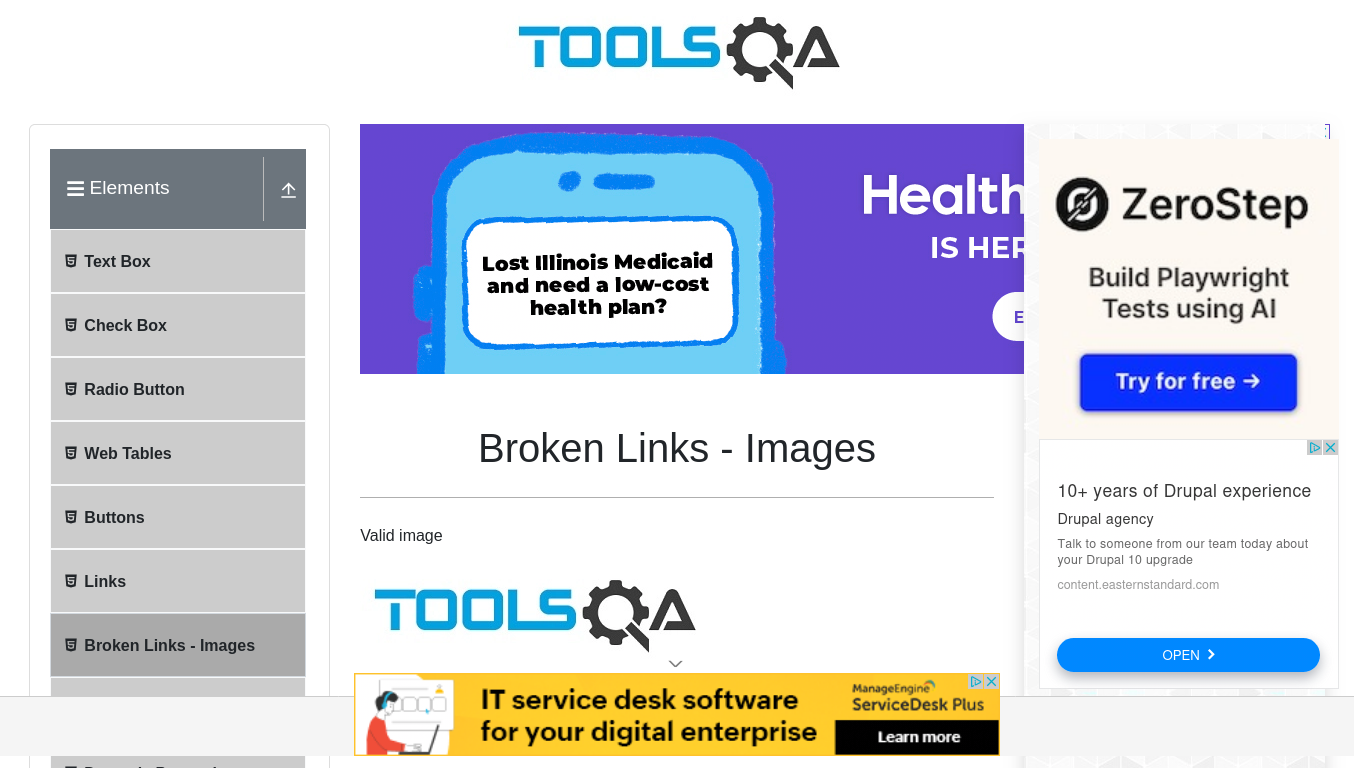 TOOLSQA
Elements
Text Box
Check Box
Radio Button
Web Tables
Buttons
Links
Broken Links - Images
Lost Illinois Medicaid
and need a low-cost
health plan?
Health
IS HER
E
ZeroStep
Build Playwright
Tests using AI
Try for free →
Broken Links - Images
Valid image
TOOLSQA
10+ years of Drupal experience
Drupal agency
Talk to someone from our team today about
your Drupal 10 upgrade
content.easternstandard.com
OPEN
IT service desk software
for your digital enterprise
ManageEngine
ServiceDesk Plus
Learn more